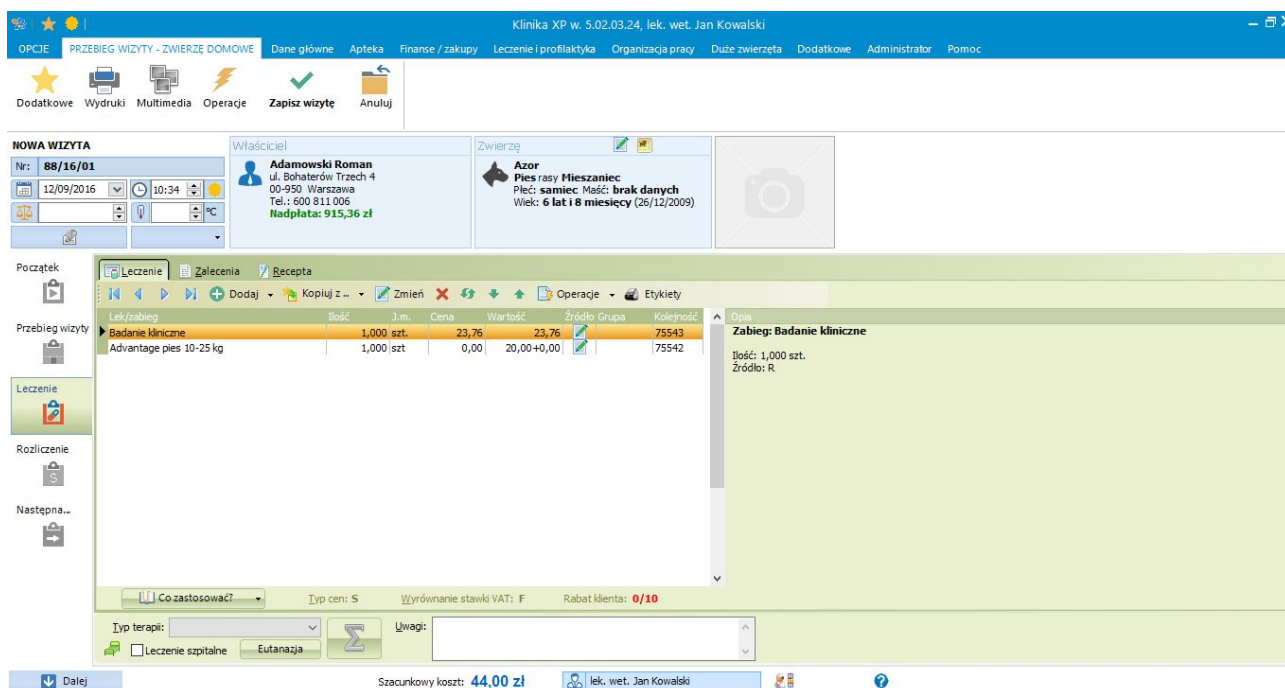 Klinika XP w. 5.02.03.24, lek. wet. Jan Kowalski
OPCJE PRZEBIEG WIZYTY - ZWIERZĘ DOMOWE Dane główne Apteka Finanse / zakupy Leczenie i profilaktyka Organizacja pracy Duże zwierzęta Dodatkowe Administrator Pomoc
Dodatkowe Wydruki Multimedia Operacje Zapisz wizytę Anuluj
NOWA WIZYTA
Nr: 88/16/01
12/09/2016 10:34
°C
Właściciel
Adamowski Roman
ul. Bohaterów Trzech 4
00-950 Warszawa
Tel.: 600 811 006
Nadpłata: 915,36 zł
Zwierzę
Azor
Pies rasy Mieszaniec
Płeć: samiec Maść: brak danych
Wiek: 6 lat i 8 miesięcy (26/12/2009)
Początek
Przebieg wizyty
Leczenie
Rozliczenie
Następna...
Leczenie Zalecenia Recepta
Dodaj Kopiuj z ... Zmień Operacje Etykiety
Lek/zabieg Ilość J.m. Cena Wartość Źródło Grupa Kolejność
Badanie kliniczne 1,000 szt. 23,76 23,76 75543
Advantage pies 10-25 kg 1,000 szt 0,00 20,00+0,00 75542
Opis
Zabieg: Badanie kliniczne
Ilość: 1,000 szt.
Źródło: R
Co zastosować? Typ cen: S Wyrównanie stawki VAT: F Rabat klienta: 0/10
Typ terapii: Uwagi:
Leczenie szpitalne Eutanazja
Dalej Szacunkowy koszt: 44,00 zł lek. wet. Jan Kowalski